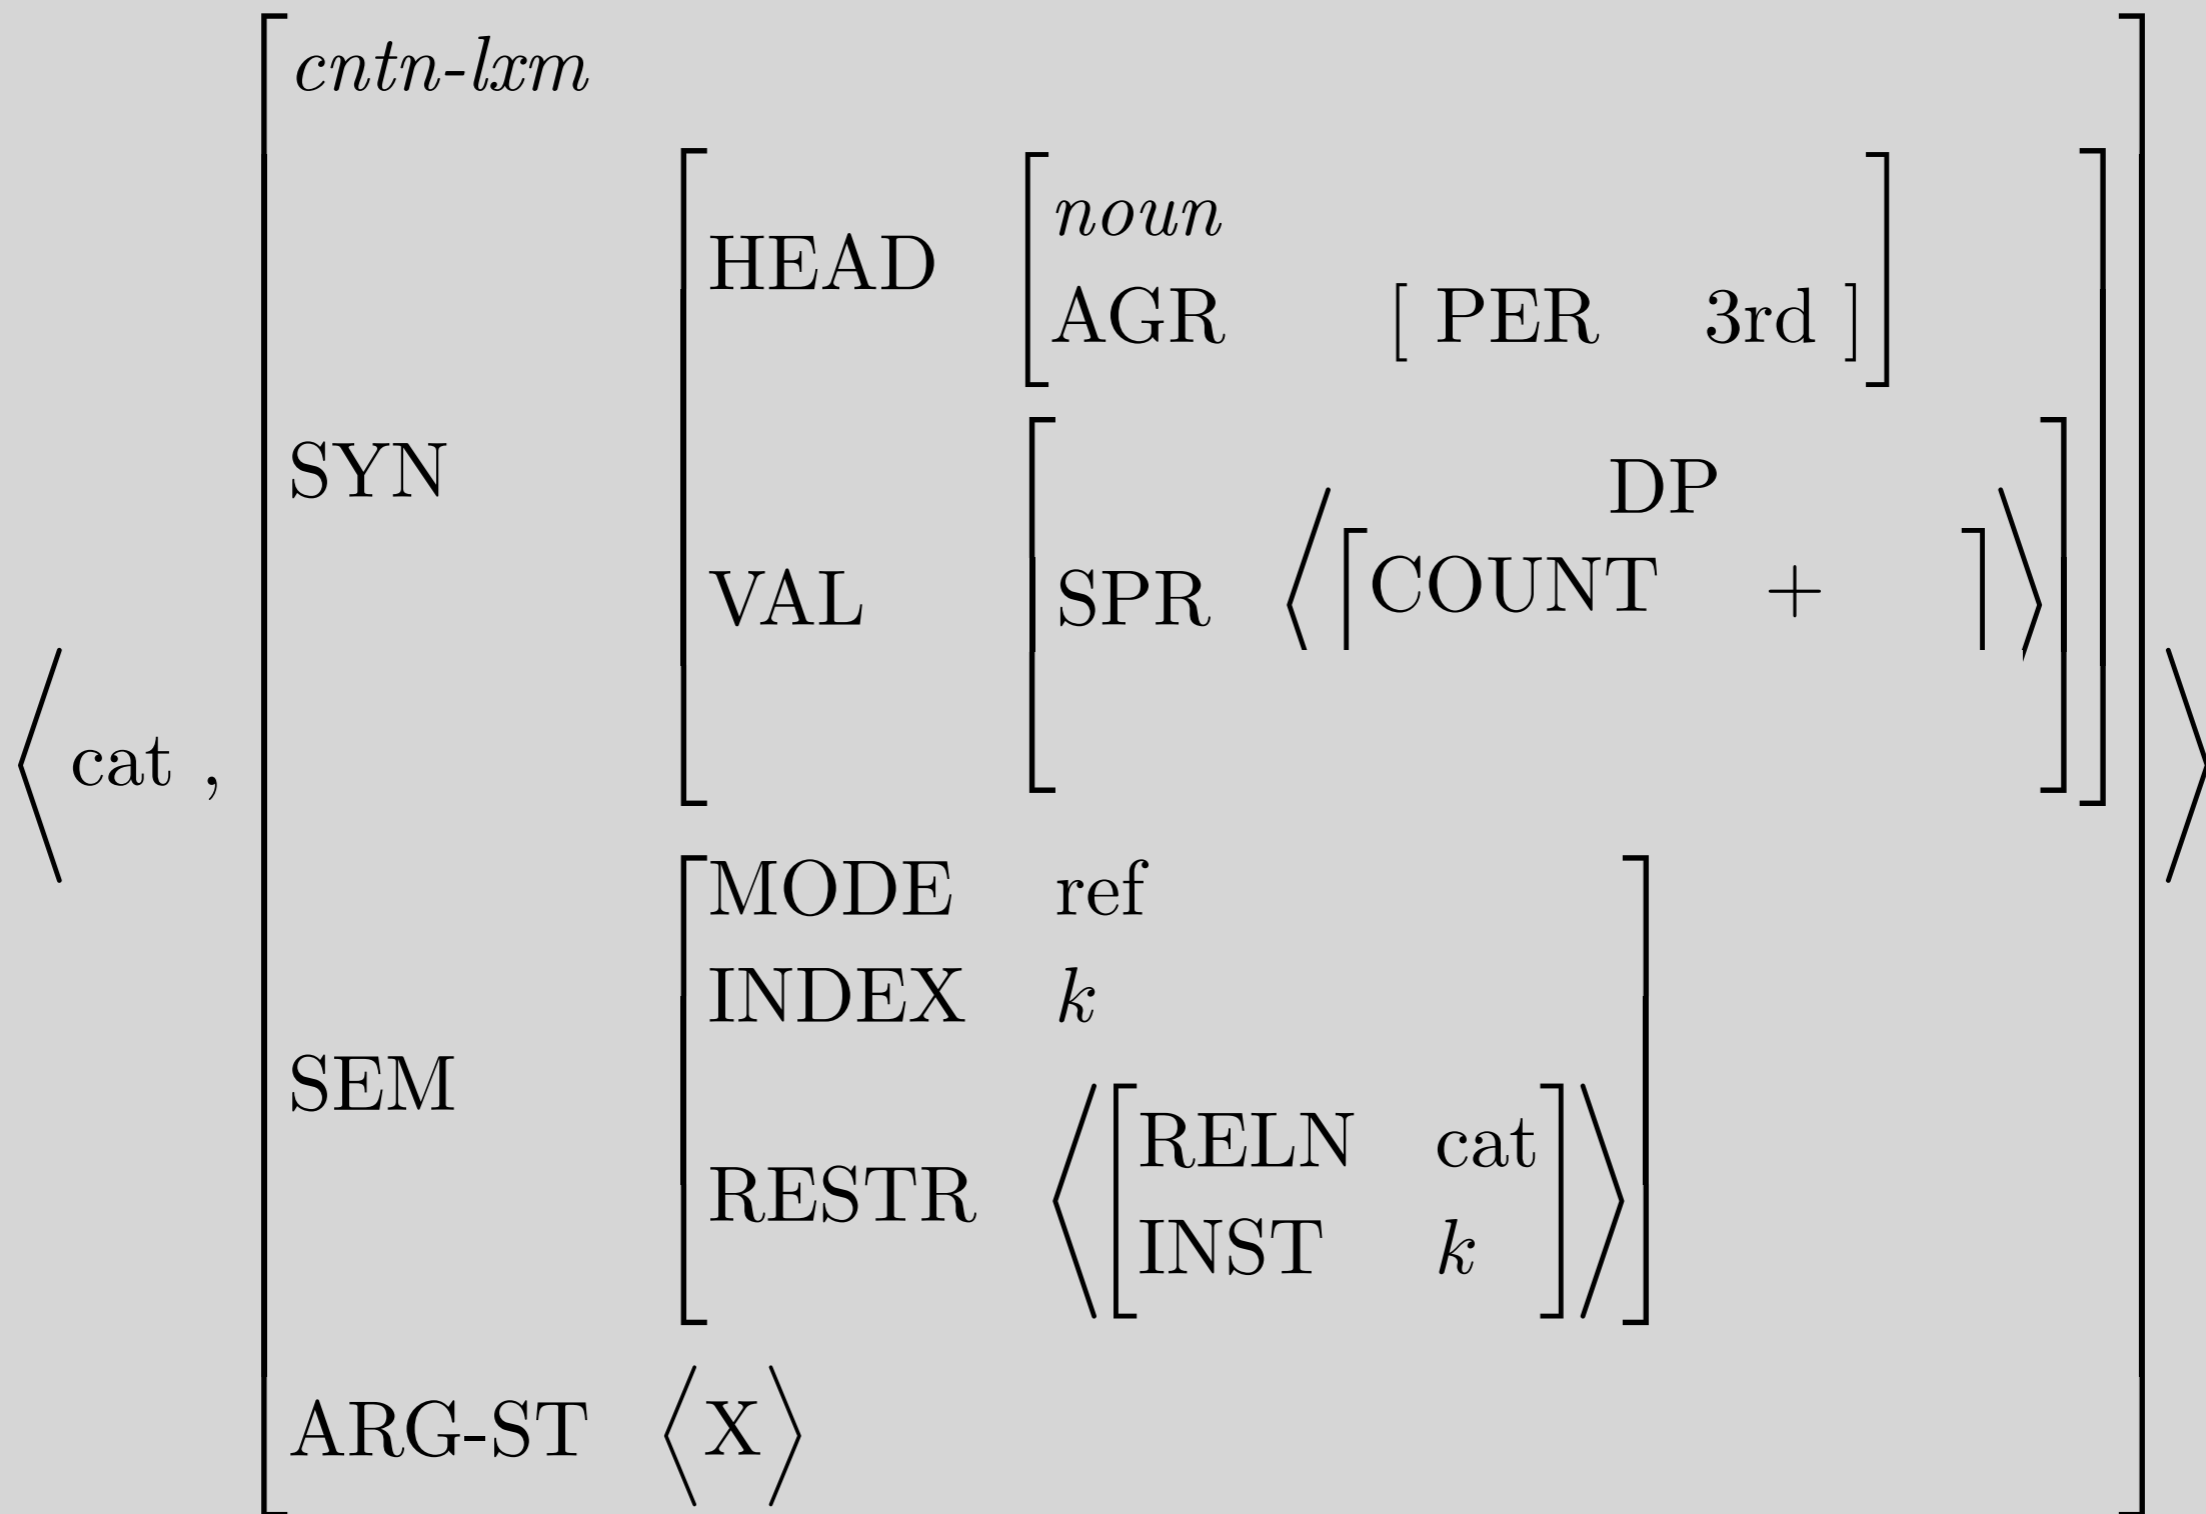 cntn-lxm
HEAD [ noun
AGR [ PER 3rd ] ]
SYN
DP
VAL [ SPR ⟨ [ COUNT + ] ⟩ ]
⟨ cat ,
MODE ref
INDEX k
SEM
RESTR ⟨ [ RELN cat
INST k ] ⟩
ARG-ST ⟨ X ⟩